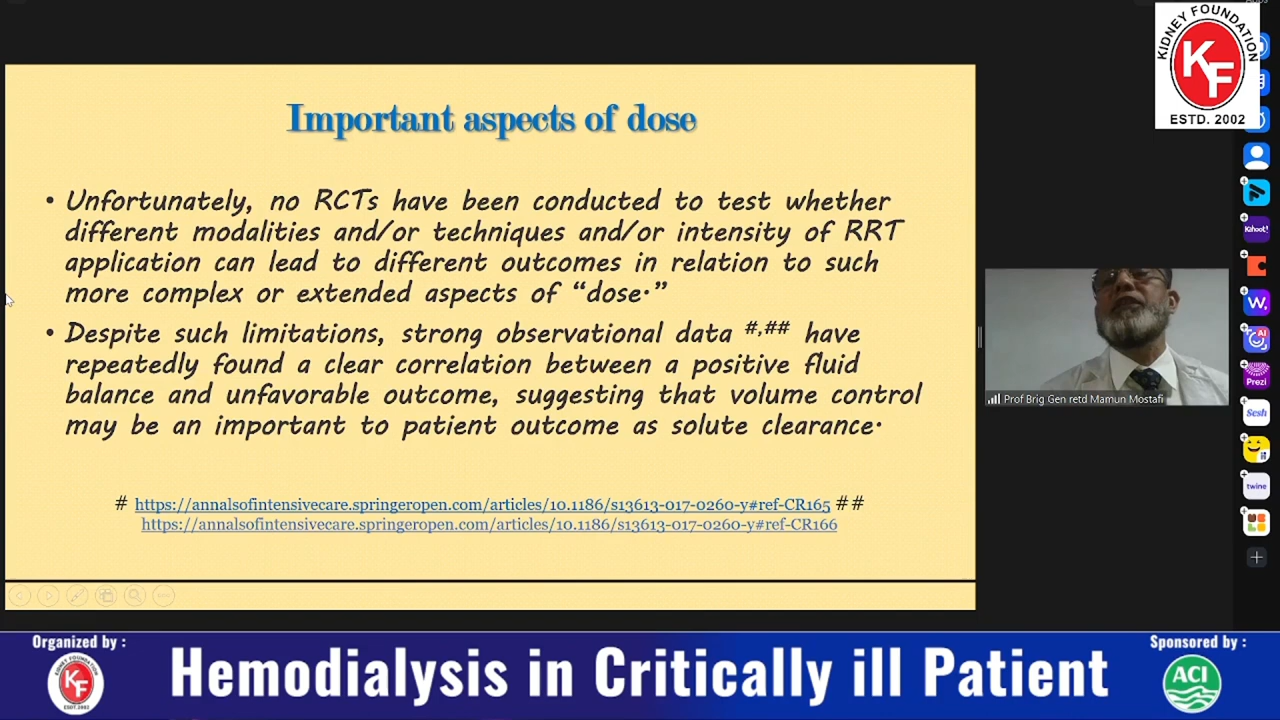 KIDNEY FOUNDATION
KF
ESTD. 2002
Important aspects of dose
• Unfortunately, no RCTs have been conducted to test whether
different modalities and/or techniques and/or intensity of RRT
application can lead to different outcomes in relation to such
more complex or extended aspects of “dose.”
• Despite such limitations, strong observational data #,## have
repeatedly found a clear correlation between a positive fluid
balance and unfavorable outcome, suggesting that volume control
may be an important to patient outcome as solute clearance.
# https://annalsofintensivecare.springeropen.com/articles/10.1186/s13613-017-0260-y#ref-CR165 ##
https://annalsofintensivecare.springeropen.com/articles/10.1186/s13613-017-0260-y#ref-CR166
Prof Brig Gen retd Mamun Mostafi
Kahoot!
W.
AI
Prezi
Sesh
twine
Organized by :
KF
Hemodialysis in Critically ill Patient
Sponsored by :
ACI